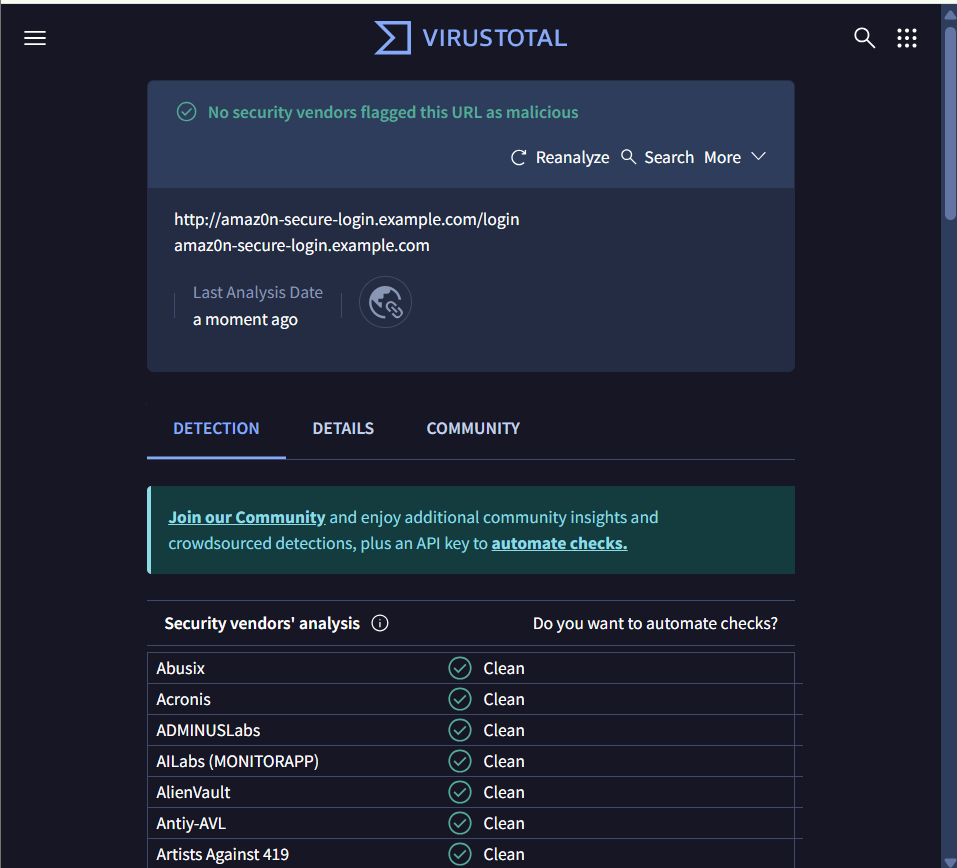 VIRUSTOTAL
No security vendors flagged this URL as malicious
Reanalyze Search More
http://amaz0n-secure-login.example.com/login
amaz0n-secure-login.example.com
Last Analysis Date
a moment ago
DETECTION DETAILS COMMUNITY
Join our Community and enjoy additional community insights and
crowdsourced detections, plus an API key to automate checks.
Security vendors' analysis Do you want to automate checks?
Abusix Clean
Acronis Clean
ADMINUSLabs Clean
AILabs (MONITORAPP) Clean
AlienVault Clean
Antiy-AVL Clean
Artists Against 419 Clean